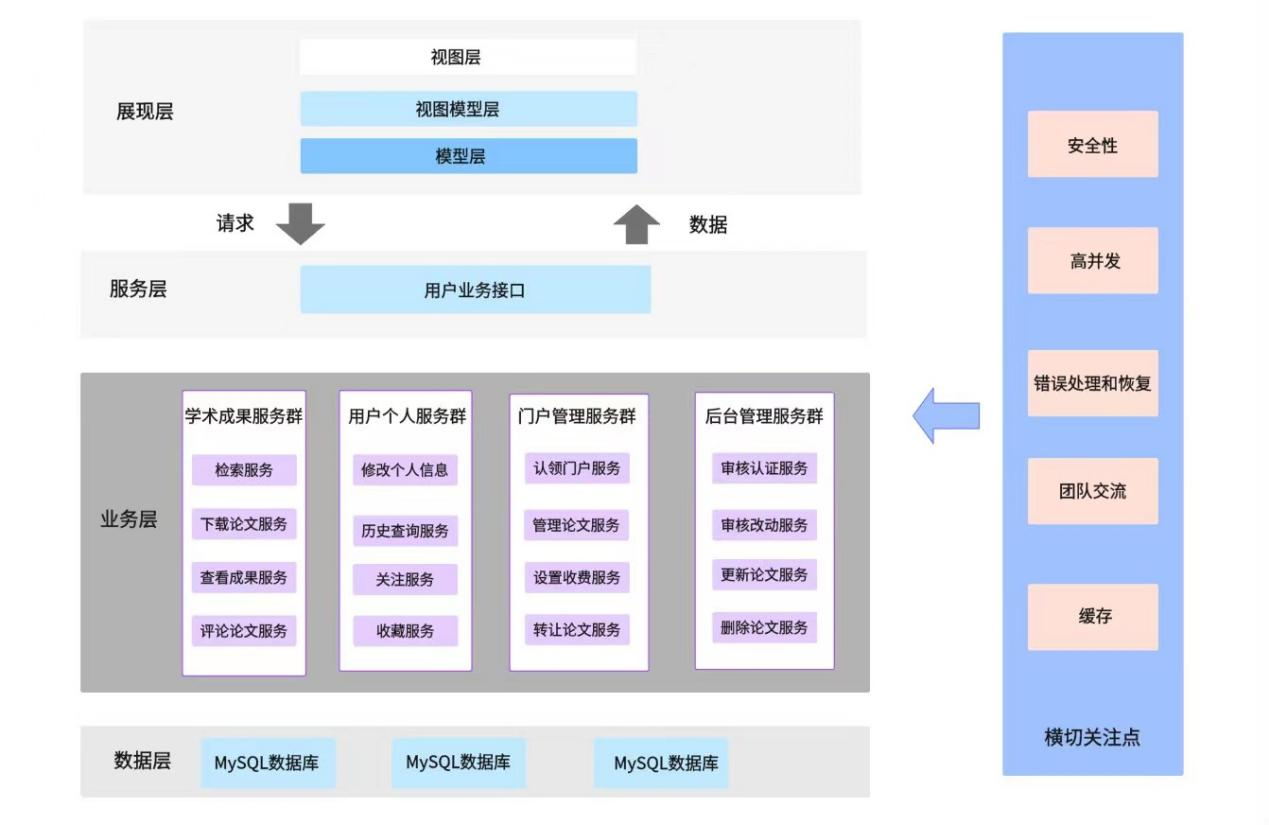 展现层
视图层
视图模型层
模型层
请求
数据
服务层
用户业务接口
业务层
学术成果服务群
检索服务
下载论文服务
查看成果服务
评论论文服务
用户个人服务群
修改个人信息
历史查询服务
关注服务
收藏服务
门户管理服务群
认领门户服务
管理论文服务
设置收费服务
转让论文服务
后台管理服务群
审核认证服务
审核改动服务
更新论文服务
删除论文服务
数据层
MySQL数据库
MySQL数据库
MySQL数据库
安全性
高并发
错误处理和恢复
团队交流
缓存
横切关注点